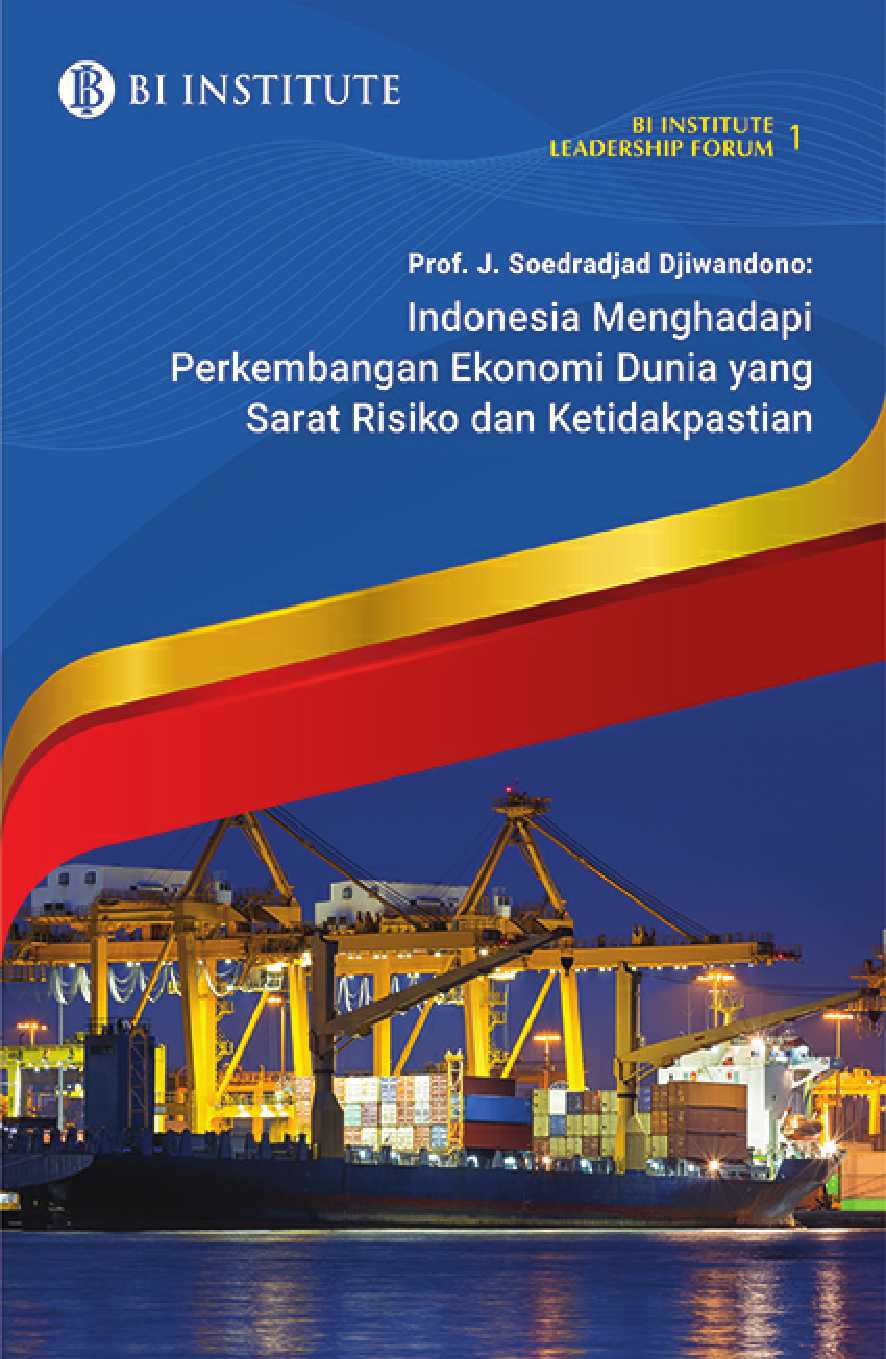 BI INSTITUTE
BI INSTITUTE
LEADERSHIP FORUM 1
Prof. J. Soedradjad Djiwandono:
Indonesia Menghadapi
Perkembangan Ekonomi Dunia yang
Sarat Risiko dan Ketidakpastian